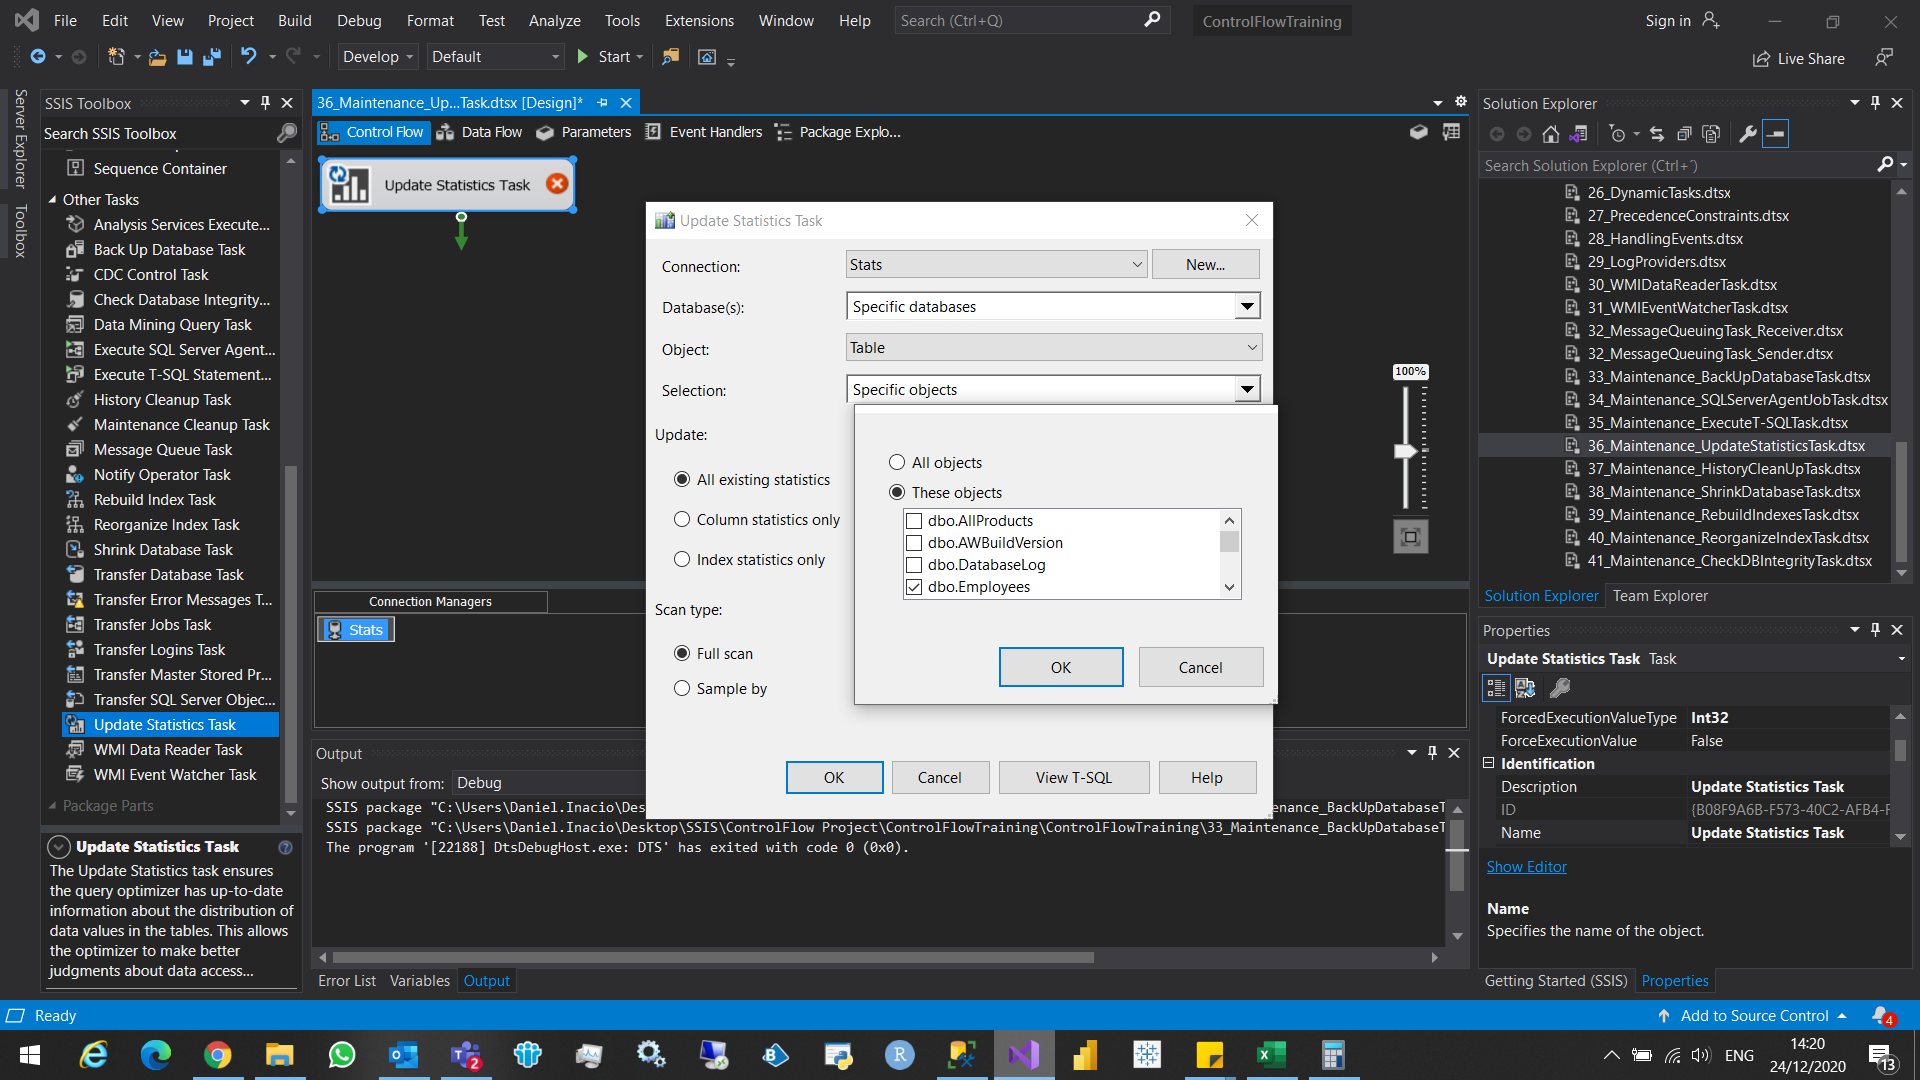 File Edit View Project Build Debug Format Test Analyze Tools Extensions Window Help Search (Ctrl+Q) ControlFlowTraining Sign in
Develop Default Start Live Share
Server Explorer
Toolbox
SSIS Toolbox
Search SSIS Toolbox
Sequence Container
Other Tasks
Analysis Services Execute...
Back Up Database Task
CDC Control Task
Check Database Integrity...
Data Mining Query Task
Execute SQL Server Agent...
Execute T-SQL Statement...
History Cleanup Task
Maintenance Cleanup Task
Message Queue Task
Notify Operator Task
Rebuild Index Task
Reorganize Index Task
Shrink Database Task
Transfer Database Task
Transfer Error Messages T...
Transfer Jobs Task
Transfer Logins Task
Transfer Master Stored Pr...
Transfer SQL Server Objec...
Update Statistics Task
WMI Data Reader Task
WMI Event Watcher Task
Package Parts
Update Statistics Task
The Update Statistics task ensures
the query optimizer has up-to-date
information about the distribution of
data values in the tables. This allows
the optimizer to make better
judgments about data access...
36_Maintenance_Up...Task.dtsx [Design]*
Control Flow Data Flow Parameters Event Handlers Package Explo...
Update Statistics Task
100%
Connection Managers
Stats
Update Statistics Task
Connection: Stats New...
Database(s): Specific databases
Object: Table
Selection: Specific objects
Update:
All existing statistics
Column statistics only
Index statistics only
Scan type:
Full scan
Sample by
All objects
These objects
dbo.AllProducts
dbo.AWBuildVersion
dbo.DatabaseLog
dbo.Employees
OK Cancel
OK Cancel View T-SQL Help
Output
Show output from: Debug
SSIS package "C:\Users\Daniel.Inacio\Des enance_BackUpDatabaseT
SSIS package "C:\Users\Daniel.Inacio\Desktop\SSIS\ControlFlow Project\ControlFlowTraining\ControlFlowTraining\33_Maintenance_BackUpDatabaseT
The program '[22188] DtsDebugHost.exe: DTS' has exited with code 0 (0x0).
Error List Variables Output
Solution Explorer
Search Solution Explorer (Ctrl+´)
26_DynamicTasks.dtsx
27_PrecedenceConstraints.dtsx
28_HandlingEvents.dtsx
29_LogProviders.dtsx
30_WMIDataReaderTask.dtsx
31_WMIEventWatcherTask.dtsx
32_MessageQueuingTask_Receiver.dtsx
32_MessageQueuingTask_Sender.dtsx
33_Maintenance_BackUpDatabaseTask.dtsx
34_Maintenance_SQLServerAgentJobTask.dtsx
35_Maintenance_ExecuteT-SQLTask.dtsx
36_Maintenance_UpdateStatisticsTask.dtsx
37_Maintenance_HistoryCleanUpTask.dtsx
38_Maintenance_ShrinkDatabaseTask.dtsx
39_Maintenance_RebuildIndexesTask.dtsx
40_Maintenance_ReorganizeIndexTask.dtsx
41_Maintenance_CheckDBIntegrityTask.dtsx
Solution Explorer Team Explorer
Properties
Update Statistics Task Task
ForcedExecutionValueType Int32
ForceExecutionValue False
Identification
Description Update Statistics Task
ID {B08F9A6B-F573-40C2-AFB4-F
Name Update Statistics Task
Show Editor
Name
Specifies the name of the object.
Getting Started (SSIS) Properties
Ready Add to Source Control 4
2 R ENG 14:20
24/12/2020 13